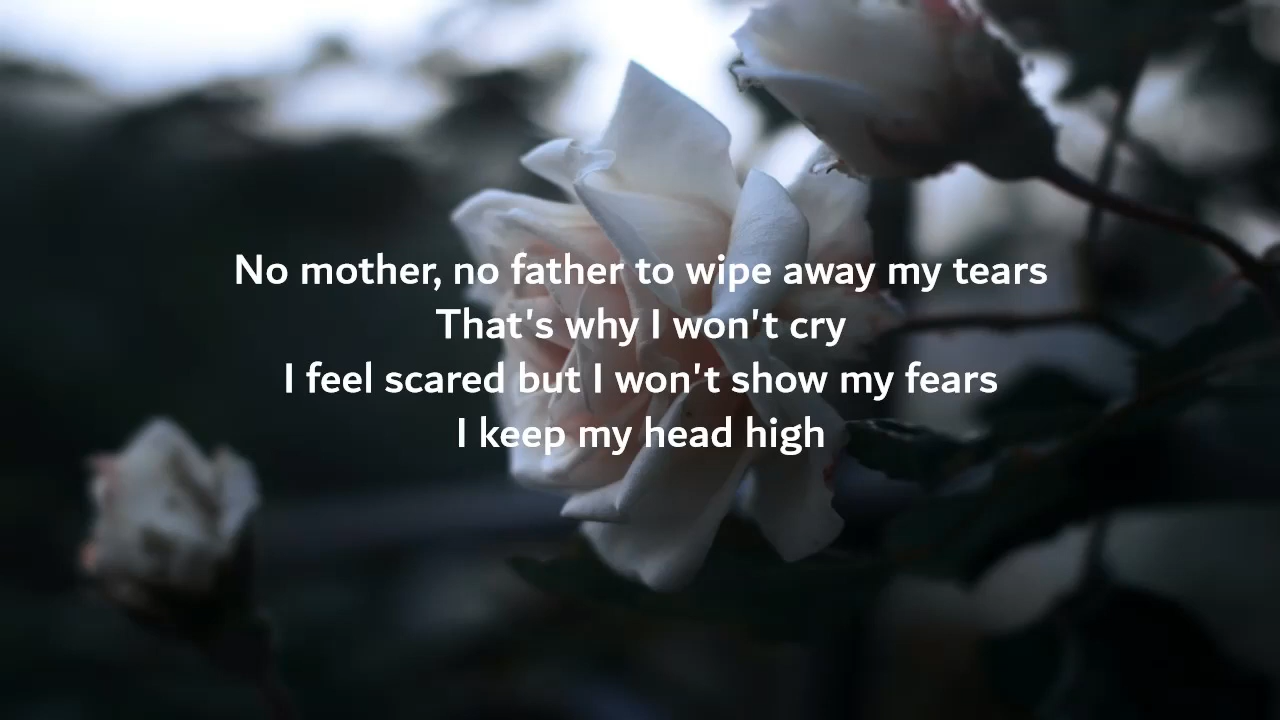 No mother, no father to wipe away my tears
That's why I won't cry
I feel scared but I won't show my fears
I keep my head high